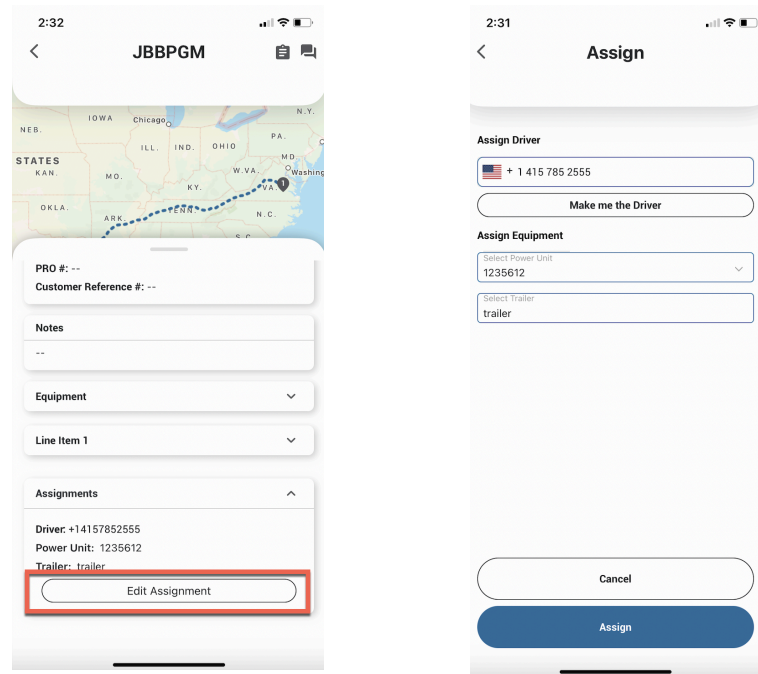 2:32
JBBPGM
IOWA
Chicago
N.Y.
NEB.
PA.
ILL.
IND.
OHIO
STATES
MD
KAN.
MO.
W.VA.
Washing
KY.
VA.
1
OKLA.
TENN.
ARK.
N.C.
S.C.
PRO #: --
Customer Reference #: --
Notes
--
Equipment
Line Item 1
Assignments
Driver: +14157852555
Power Unit: 1235612
Trailer: trailer
Edit Assignment
2:31
Assign
Assign Driver
+ 1 415 785 2555
Make me the Driver
Assign Equipment
Select Power Unit
1235612
Select Trailer
trailer
Cancel
Assign